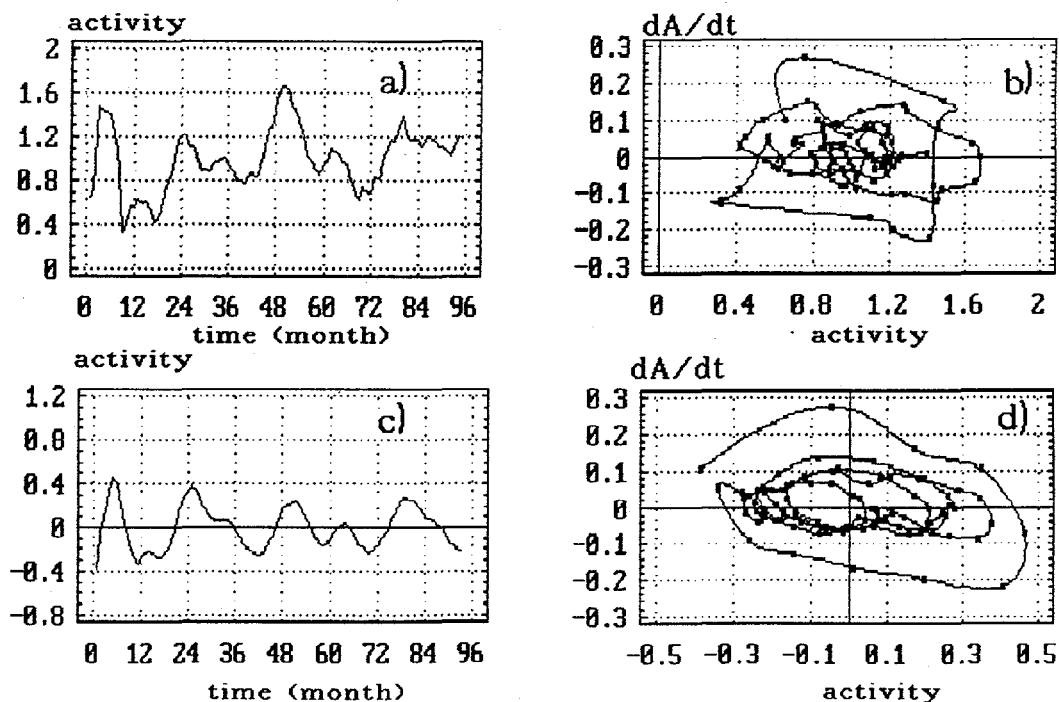 activity
2
1.6
1.2
0.8
0.4
0
a)
0 12 24 36 48 60 72 84 96
time (month)
dA/dt
0.3
0.2
0.1
0
-0.1
-0.2
-0.3
b)
0 0.4 0.8 1.2 1.6 2
activity
activity
1.2
0.8
0.4
0
-0.4
-0.8
c)
0 12 24 36 48 60 72 84 96
time (month)
dA/dt
0.3
0.2
0.1
0
-0.1
-0.2
-0.3
d)
-0.5 -0.3 -0.1 0.1 0.3 0.5
activity